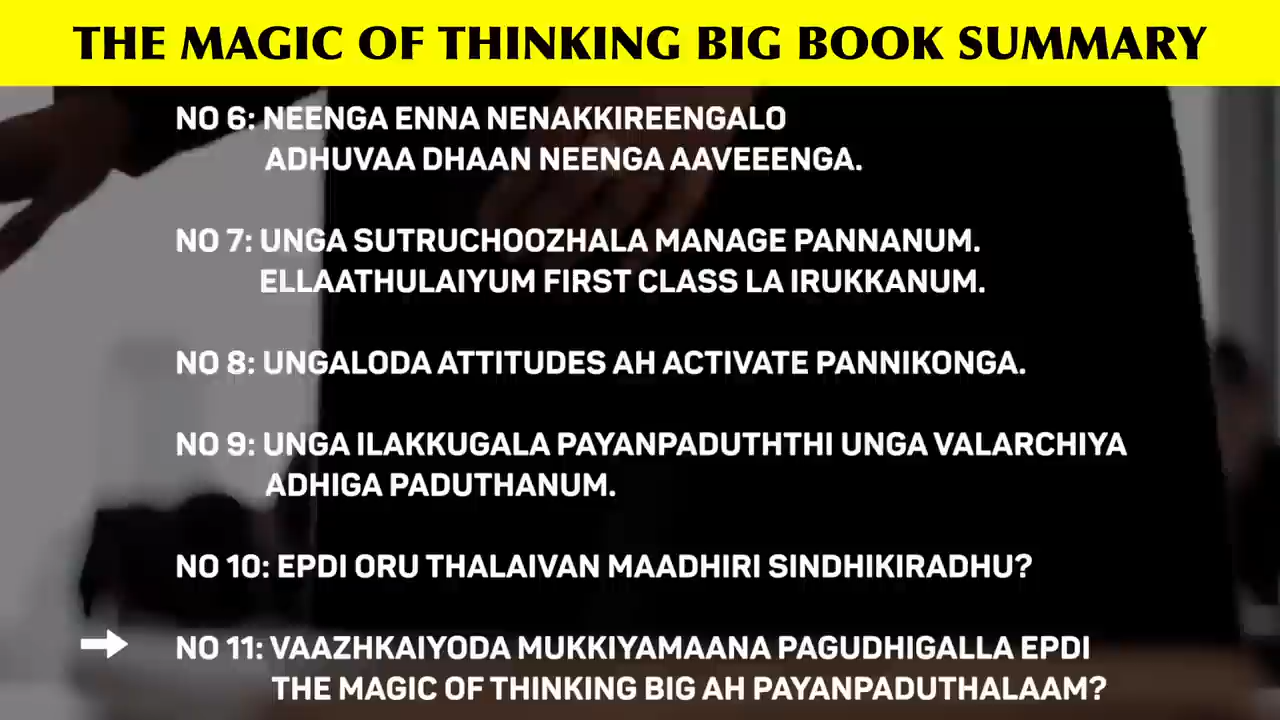 THE MAGIC OF THINKING BIG BOOK SUMMARY
NO 6: NEENGA ENNA NENAKKIREENGALO
ADHUVAA DHAAN NEENGA AAVEEENGA.
NO 7: UNGA SUTRUCHOOZHALA MANAGE PANNANUM.
ELLAATHULAIYUM FIRST CLASS LA IRUKKANUM.
NO 8: UNGALODA ATTITUDES AH ACTIVATE PANNIKONGA.
NO 9: UNGA ILAKKUGALA PAYANPADUTHTHI UNGA VALARCHIYA
ADHIGA PADUTHANUM.
NO 10: EPDI ORU THALAIVAN MAADHIRI SINDHIKIRADHU?
NO 11: VAAZHKAIYODA MUKKIYAMAANA PAGUDHIGALLA EPDI
THE MAGIC OF THINKING BIG AH PAYANPADUTHALAAM?